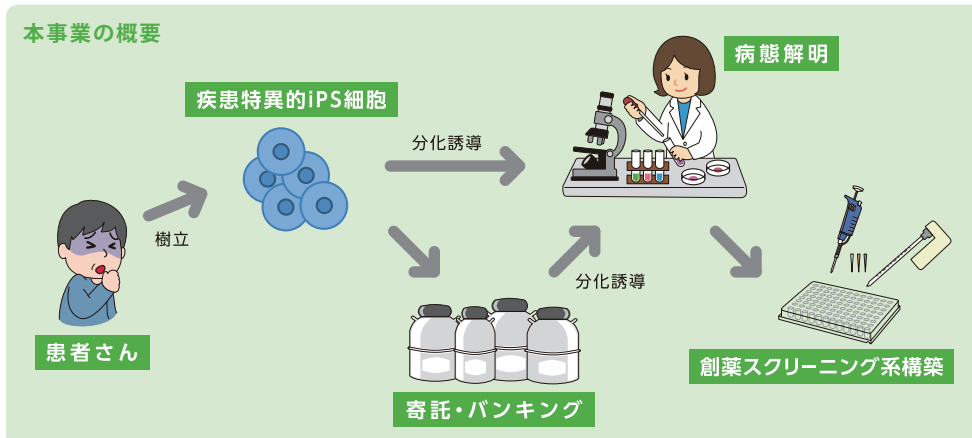 本事業の概要
病態解明
疾患特異的iPS細胞
分化誘導
樹立
分化誘導
患者さん
創薬スクリーニング系構築
寄託・バンキング